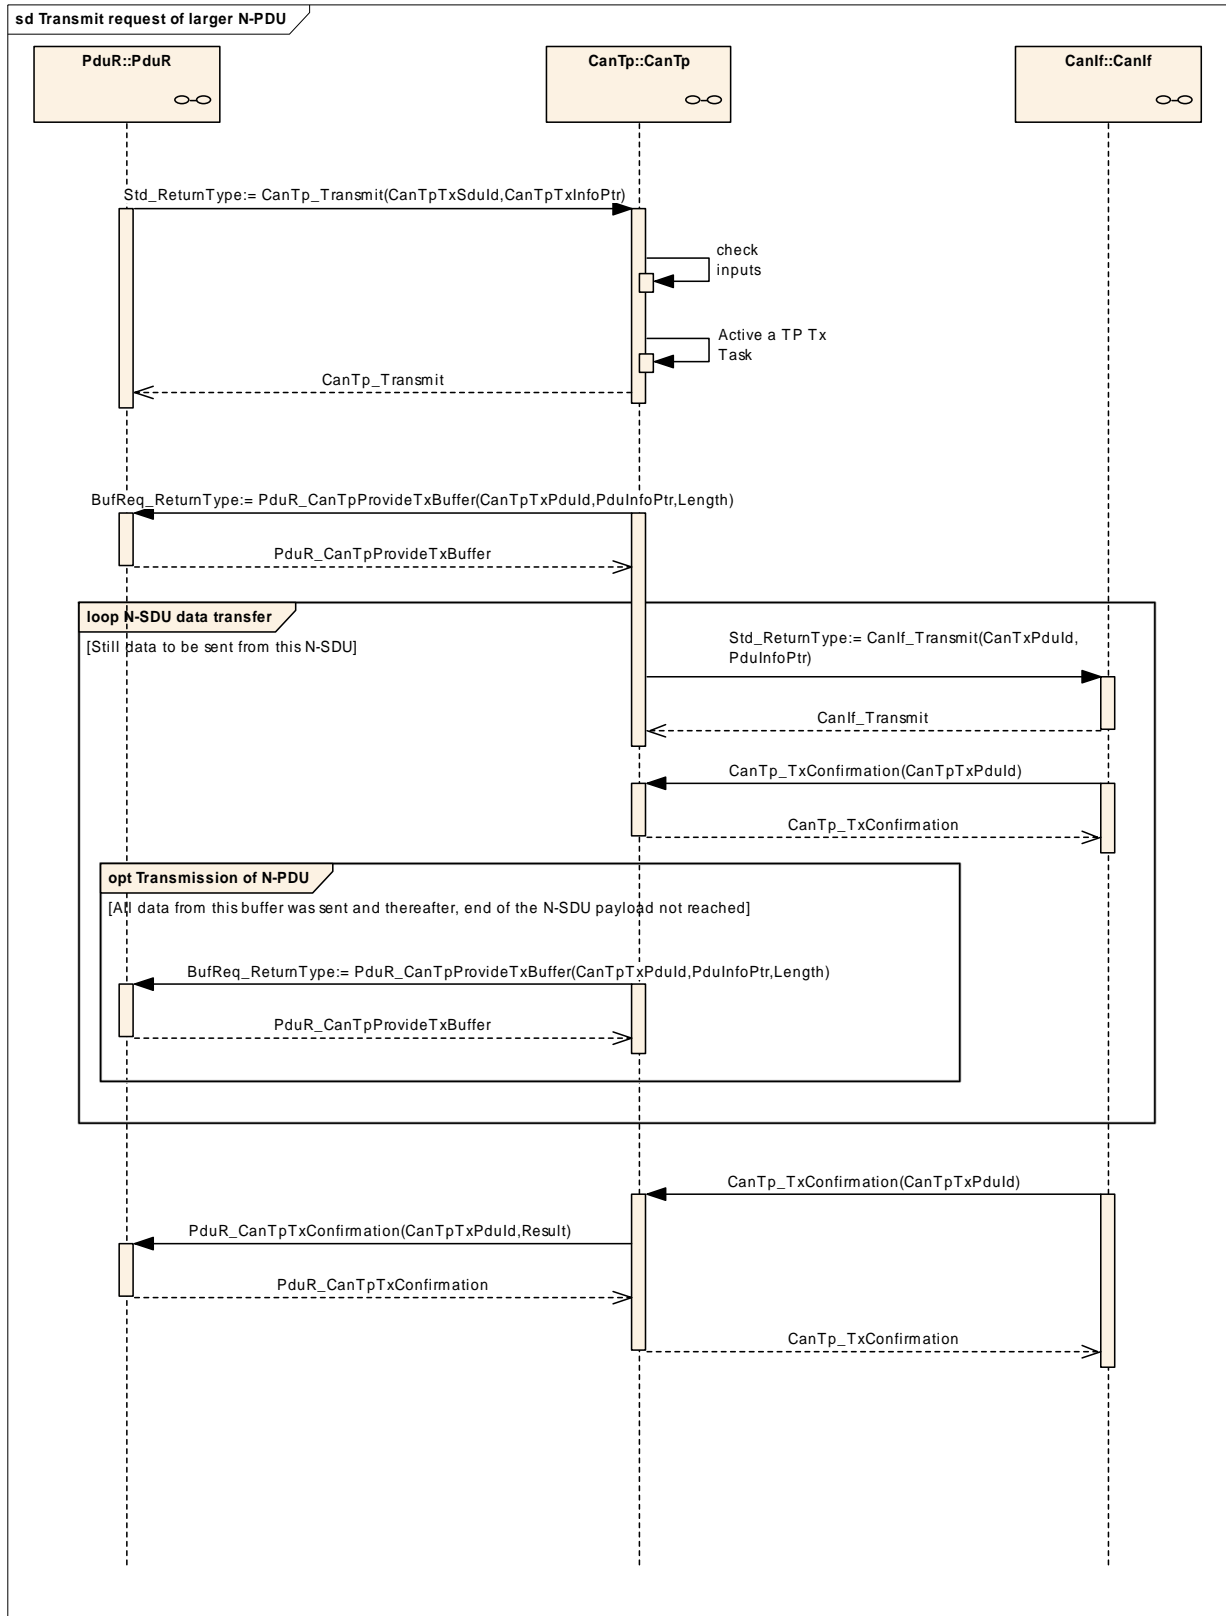 sd Transmit request of larger N-PDU
PduR::PduR
CanTp::CanTp
CanIf::CanIf
Std_ReturnType:= CanTp_Transmit(CanTpTxSduId,CanTpTxInfoPtr)
check
inputs
Active a TP Tx
Task
CanTp_Transmit
BufReq_ReturnType:= PduR_CanTpProvideTxBuffer(CanTpTxPduId,PduInfoPtr,Length)
PduR_CanTpProvideTxBuffer
loop N-SDU data transfer
[Still data to be sent from this N-SDU]
Std_ReturnType:= CanIf_Transmit(CanTxPduId,
PduInfoPtr)
CanIf_Transmit
CanTp_TxConfirmation(CanTpTxPduId)
CanTp_TxConfirmation
opt Transmission of N-PDU
[All data from this buffer was sent and thereafter, end of the N-SDU payload not reached]
BufReq_ReturnType:= PduR_CanTpProvideTxBuffer(CanTpTxPduId,PduInfoPtr,Length)
PduR_CanTpProvideTxBuffer
CanTp_TxConfirmation(CanTpTxPduId)
PduR_CanTpTxConfirmation(CanTpTxPduId,Result)
PduR_CanTpTxConfirmation
CanTp_TxConfirmation